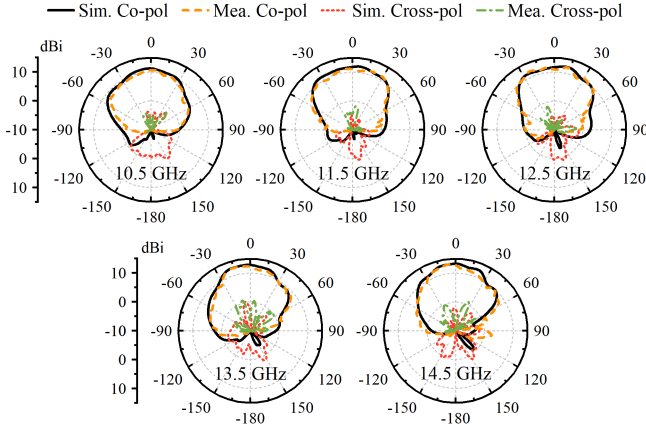 Sim. Co-pol Mea. Co-pol Sim. Cross-pol Mea. Cross-pol
dBi
0 0 0
-30 30 -30 30 -30 30
10
-60 60 -60 60 -60 60
0
-10 -90 90 -90 90 -90 90
0
-120 120 -120 120 -120 120
10.5 GHz 11.5 GHz 12.5 GHz
10
-150 150 -150 150 -150 150
-180 -180 -180
dBi
0 0
-30 30 -30 30
10
-60 60 -60 60
0
-10 -90 90 -90 90
0
-120 120 -120 120
13.5 GHz 14.5 GHz
10
-150 150 -150 150
-180 -180